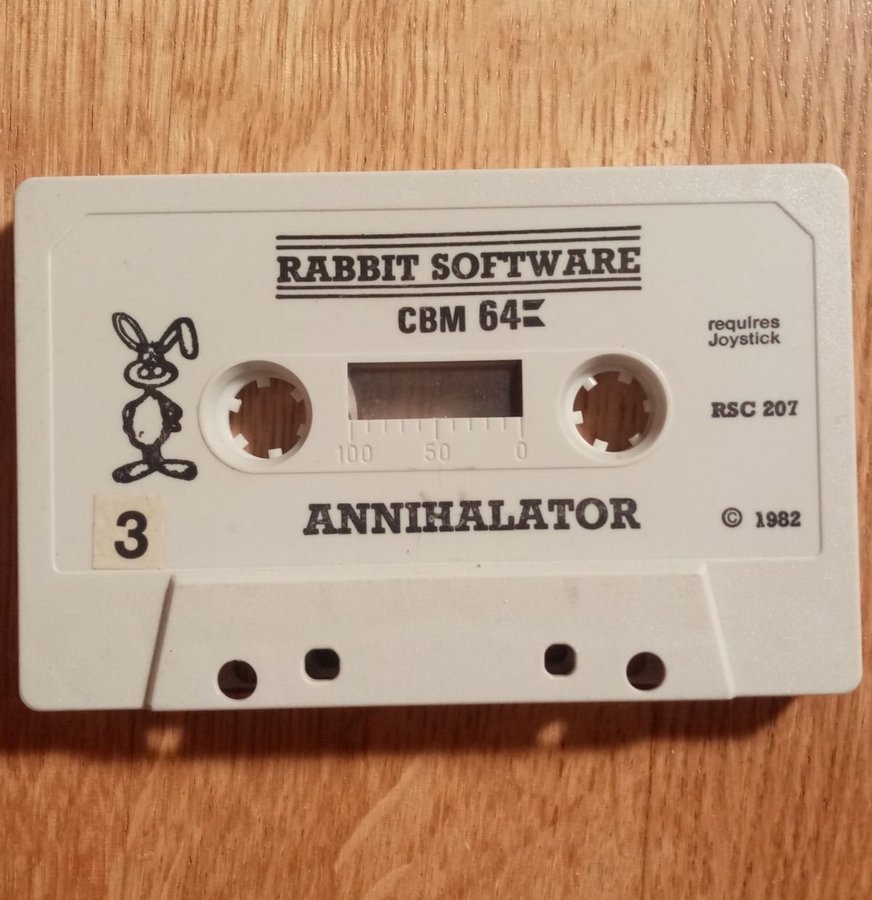 RABBIT SOFTWARE
CBM 64
requires
Joystick
RSC 207
100 50 0
ANNIHALATOR
© 1982
3